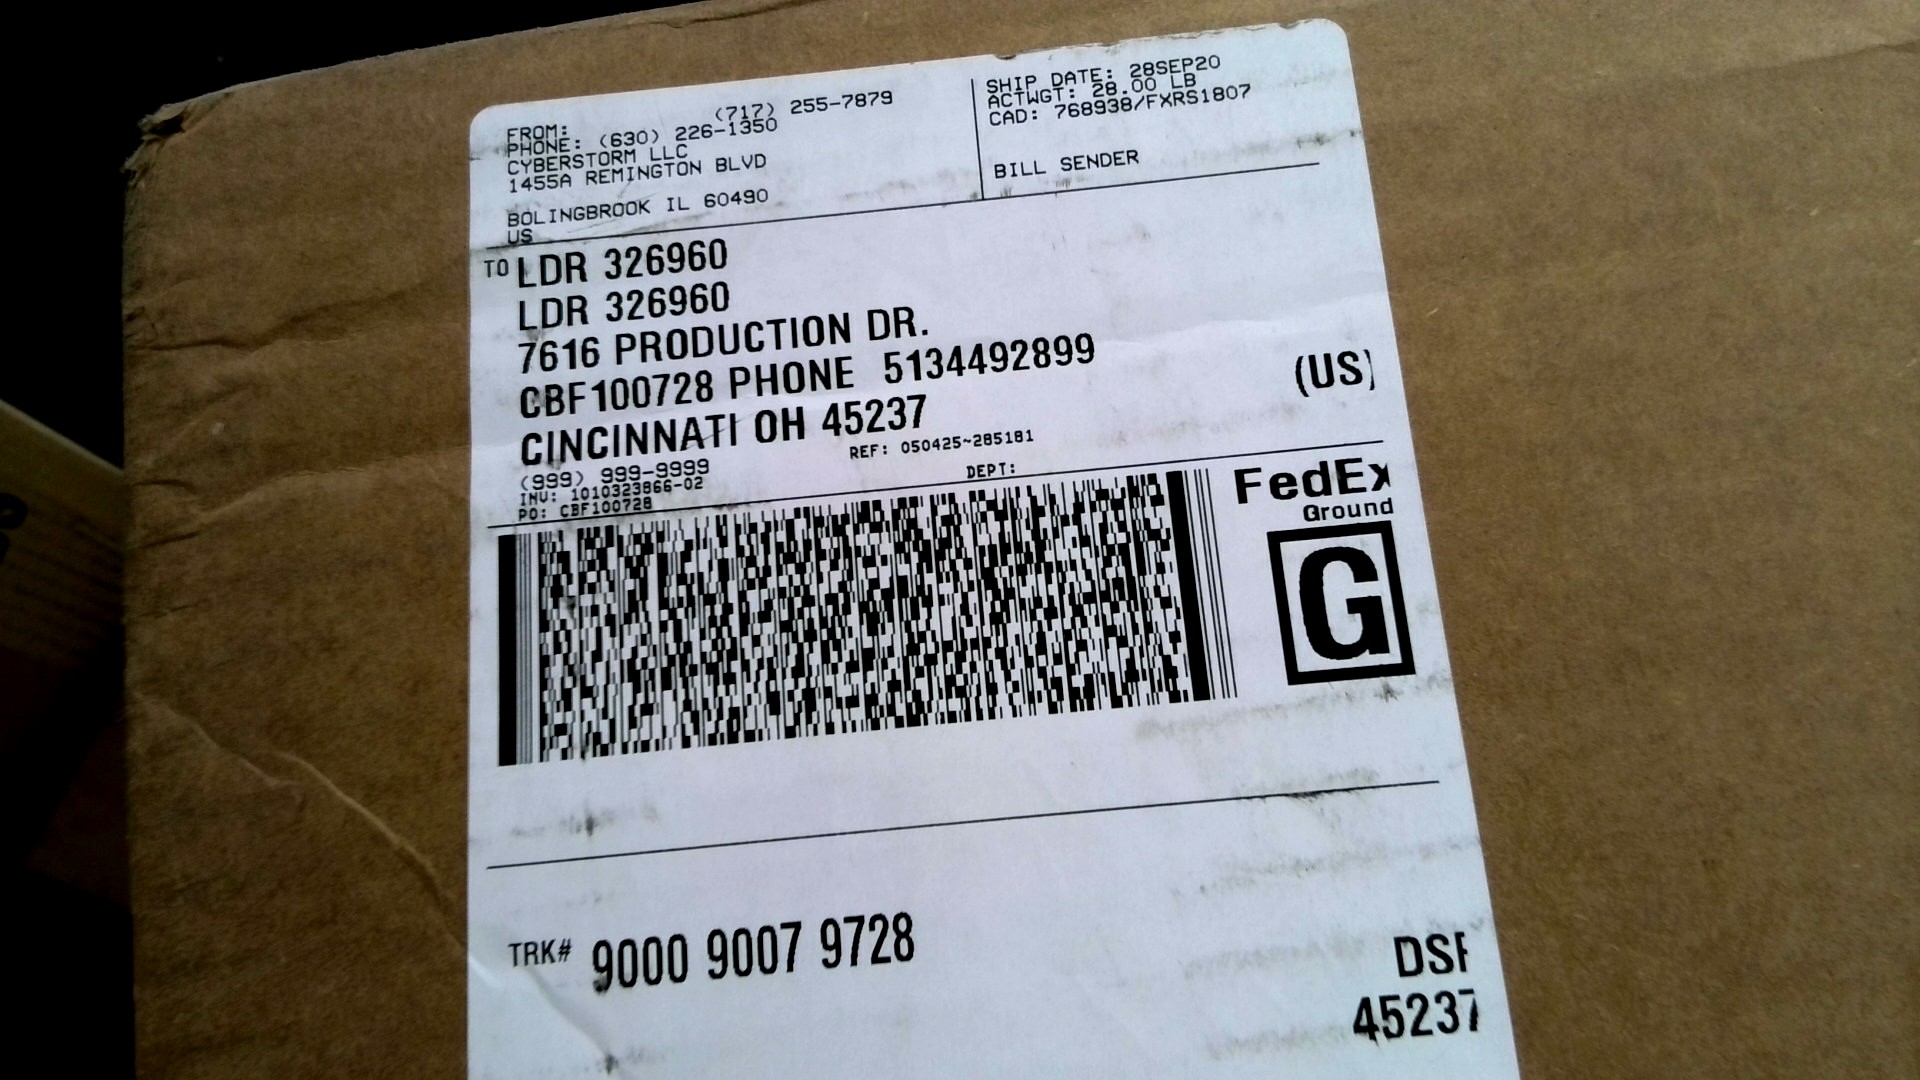 FROM: (717) 255-7879
PHONE: (630) 226-1350
CYBERSTORM LLC
1455A REMINGTON BLVD
BOLINGBROOK IL 60490
US
SHIP DATE: 28SEP20
ACTWGT: 28.00 LB
CAD: 768938/FXRS1807
BILL SENDER
TO LDR 326960
LDR 326960
7616 PRODUCTION DR.
CBF100728 PHONE 5134492899
CINCINNATI OH 45237
(US)
(999) 999-9999
REF: 050425~285181
INV: 1010323866-02
PO: CBF100728
DEPT:
FedEx
Ground
G
TRK# 9000 9007 9728
45237